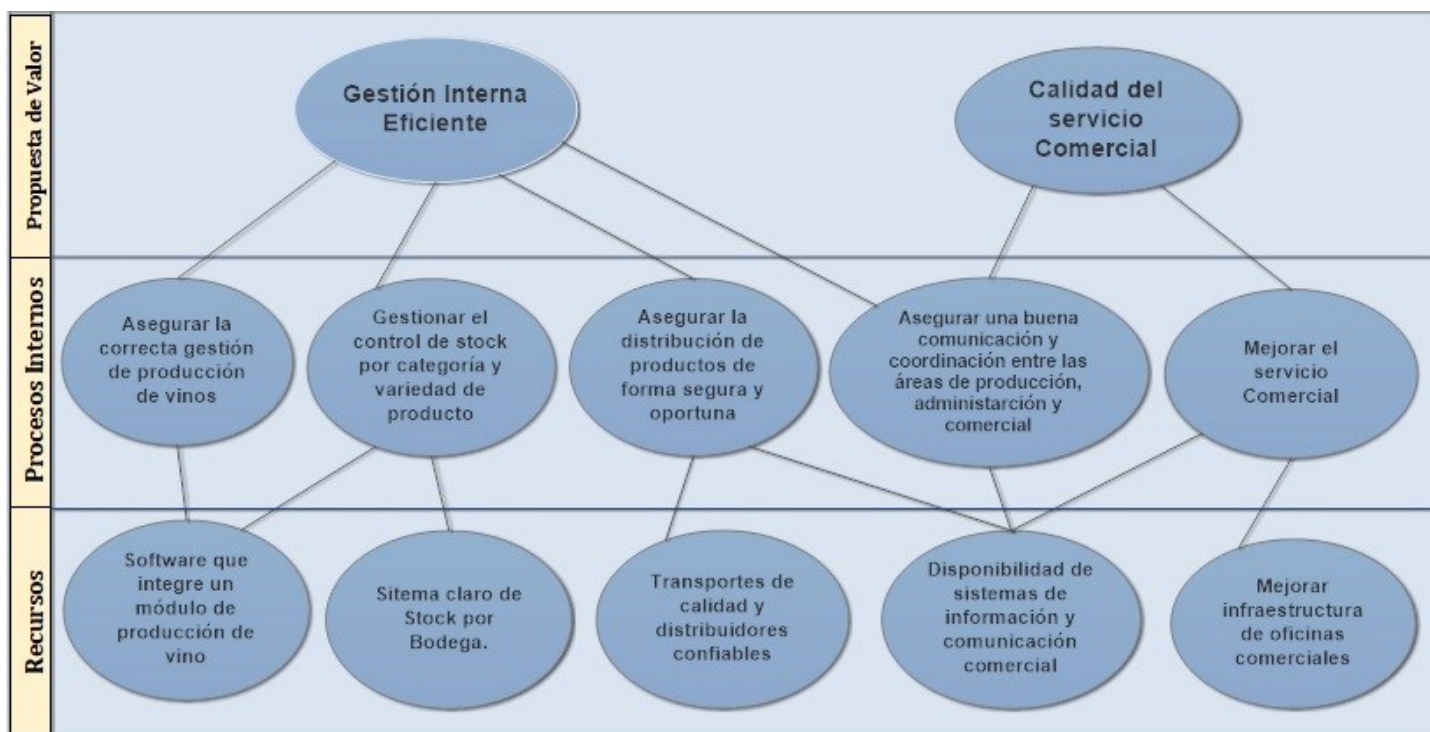 Propuesta de Valor
Gestión Interna
Eficiente
Calidad del
servicio
Comercial
Procesos Internos
Asegurar la
correcta gestión
de producción
de vinos
Gestionar el
control de stock
por categoría y
variedad de
producto
Asegurar la
distribución de
productos de
forma segura y
oportuna
Asegurar una buena
comunicación y
coordinación entre las
áreas de producción,
administarción y
comercial
Mejorar el
servicio
Comercial
Recursos
Software que
integre un
módulo de
producción de
vino
Sitema claro de
Stock por
Bodega.
Transportes de
calidad y
distribuidores
confiables
Disponibilidad de
sistemas de
información y
comunicación
comercial
Mejorar
infraestructura
de oficinas
comerciales